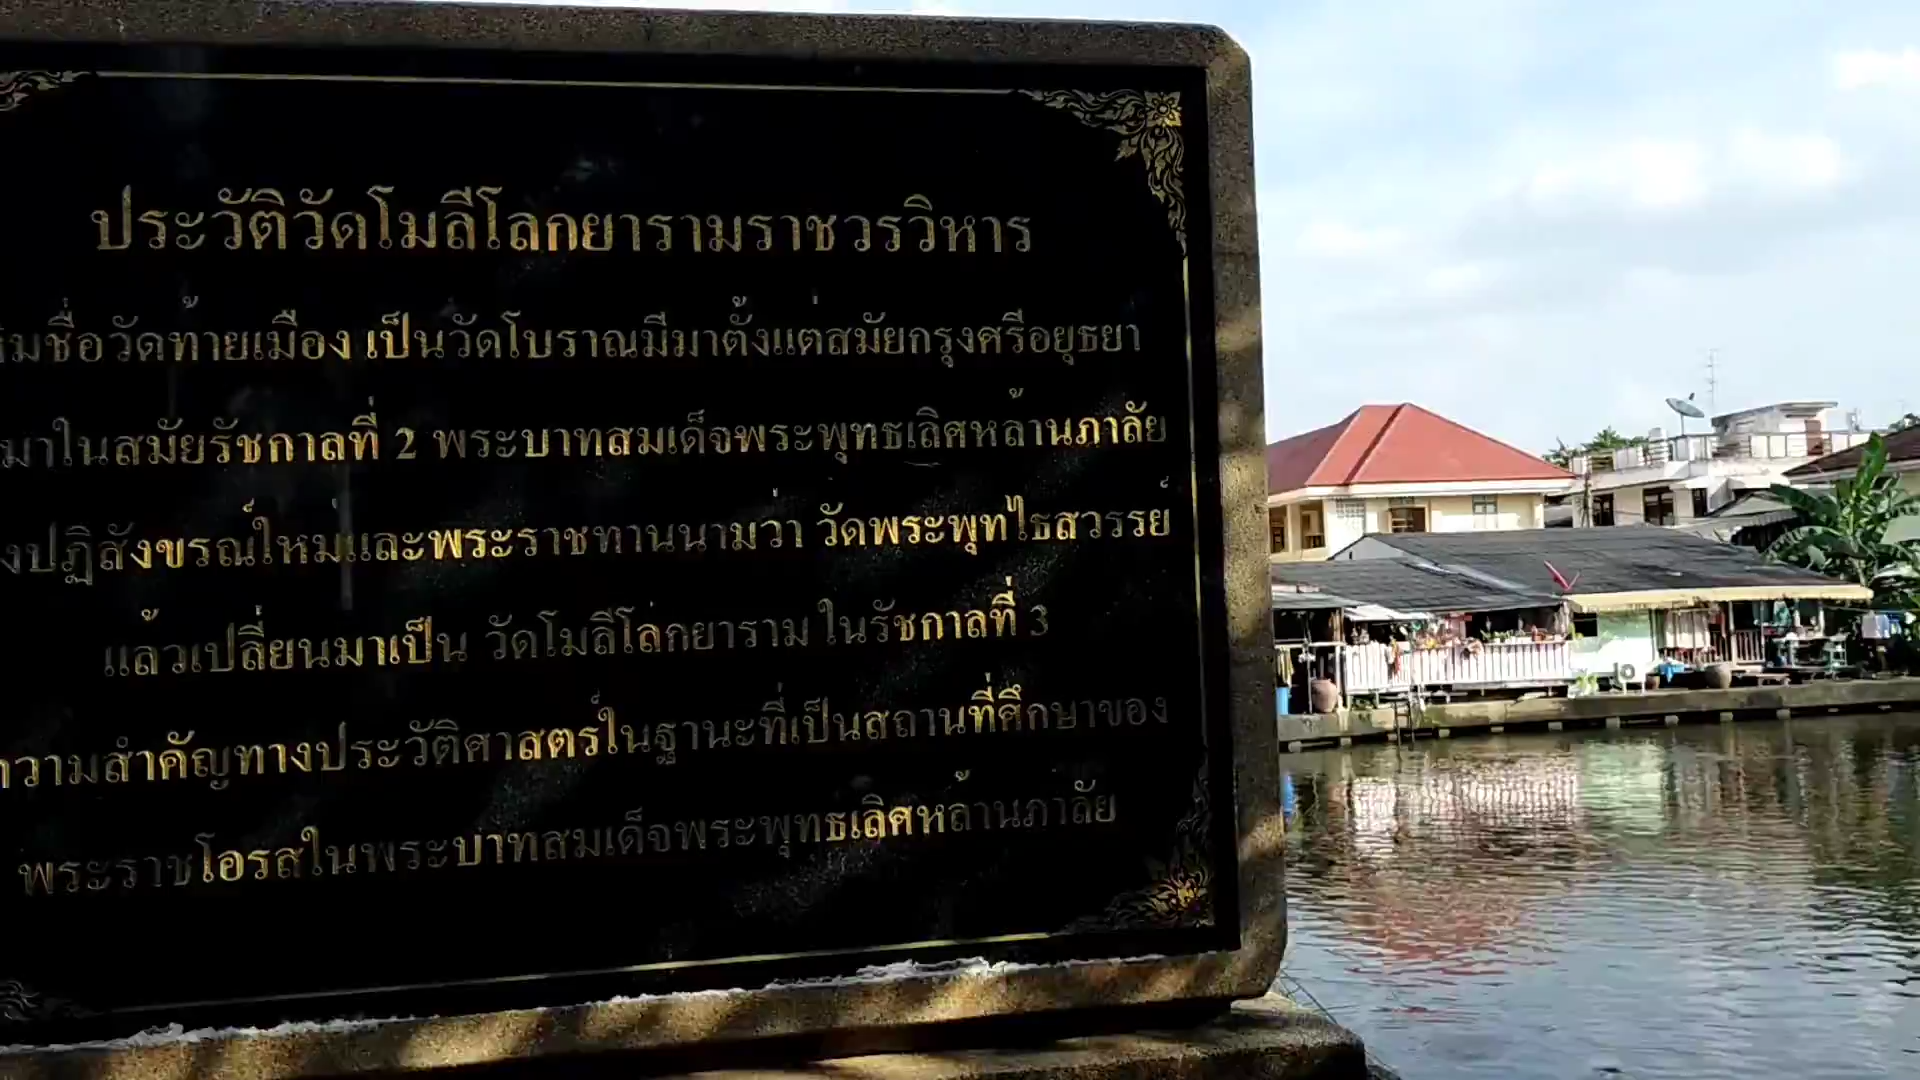 ประวัติวัดโมลีโลกยารามราชวรวิหาร
ชื่อวัดท้ายเมือง เป็นวัดโบราณมีมาตั้งแต่สมัยกรุงศรีอยุธยา
มาในสมัยรัชกาลที่ 2 พระบาทสมเด็จพระพุทธเลิศหล้านภาลัย
ปฏิสังขรณ์ใหม่และพระราชทานนามว่า วัดพระพุทไธสวรรย์
แล้วเปลี่ยนมาเป็น วัดโมลีโลกยาราม ในรัชกาลที่ 3
ความสำคัญทางประวัติศาสตร์ในฐานะที่เป็นสถานที่ศึกษาของ
พระราชโอรสในพระบาทสมเด็จพระพุทธเลิศหล้านภาลัย